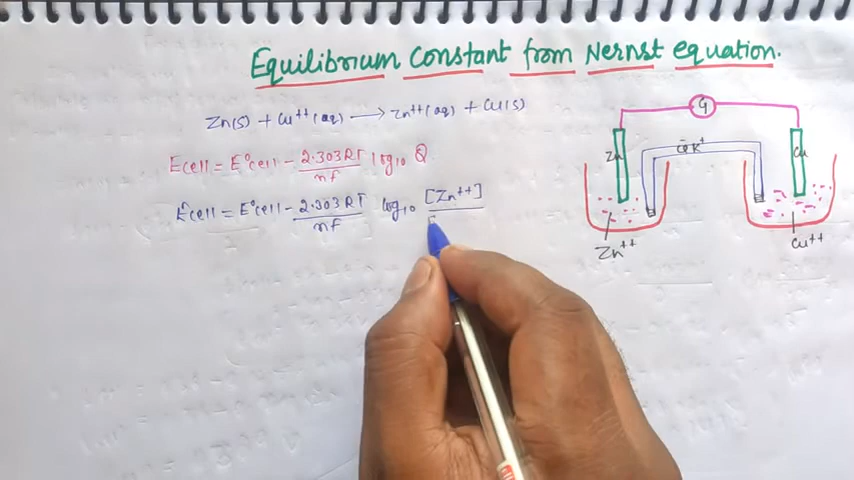 Equilibrium Constant from Nernst equation.
Zn(s) + Cu++(aq) ⟶ Zn++(aq) + Cu(s)
Ecell = E°cell - 2.303RT/nf log10 Q
Ecell = E°cell - 2.303RT/nf log10 [Zn++]/[
G
Zn
Cu
Zn++
Cu++